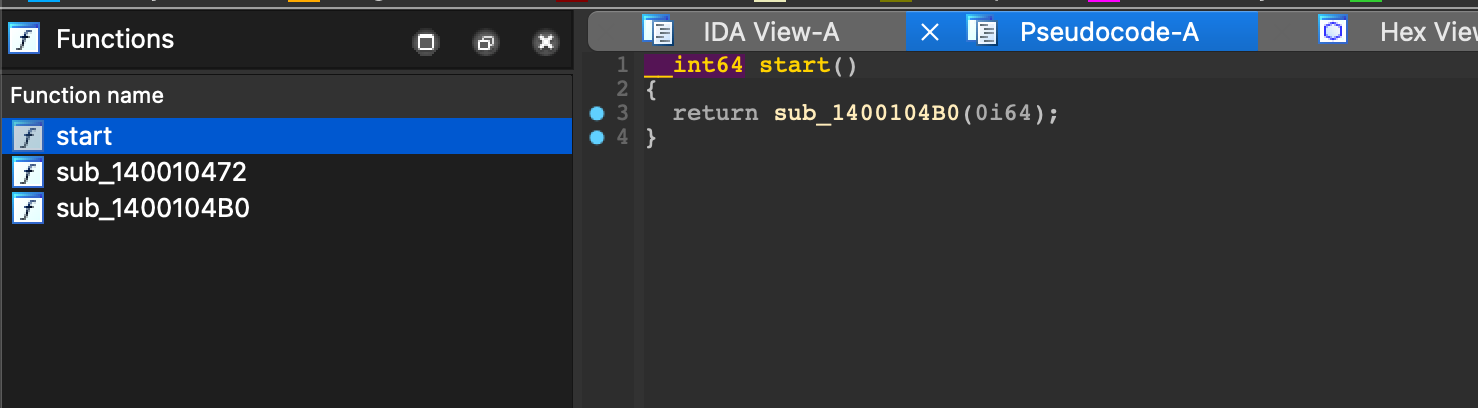 Functions
IDA View-A
Pseudocode-A
Hex Vie
Function name
start
sub_140010472
sub_1400104B0
1 __int64 start()
2 {
3 return sub_1400104B0(0i64);
4 }